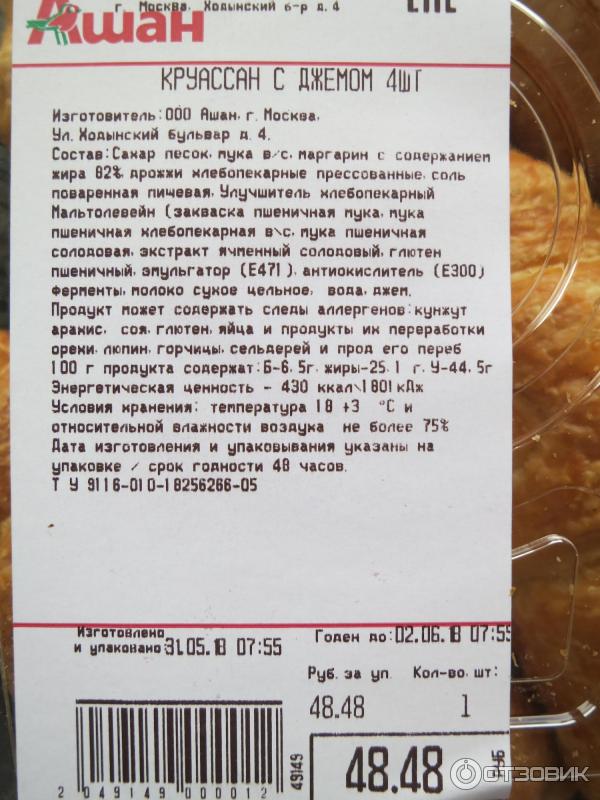 г. Москва, Ходынский б-р д. 4
ЕАС
Ашан
КРУАССАН С ДЖЕМОМ 4ШТ
Изготовитель: ООО Ашан, г. Москва,
Ул. Ходынский бульвар д. 4.
Состав: Сахар песок, мука в/с, маргарин с содержанием
жира 82%, дрожжи хлебопекарные прессованные, соль
поваренная пичевая, Улучшитель хлебопекарный
Мальтолевейн (закваска пшеничная мука, мука
пшеничная хлебопекарная в\с, мука пшеничная
солодовая, экстракт ячменный солодовый, глютен
пшеничный, эмульгатор (Е471), антиокислитель (Е300)
ферменты, молоко сухое цельное, вода, джем.
Продукт может содержать следы аллергенов: кунжут
арахис, соя, глютен, яйца и продукты их переработки
орехи, люпин, горчицы, сельдерей и прод его перер
100 г продукта содержат: Б-6, 5г, жиры-25, 1 г, У-44, 5г
Энергетическая ценность - 430 ккал\1801 кДж
Условия хранения: температура 18 +3 °С и
относительной влажности воздуха не более 75%
Дата изготовления и упаковывания указаны на
упаковке / срок годности 48 часов.
Т У 9116-010-18256266-05
Изготовлено
и упаковано: 31.05.18 07:55
Годен до: 02.06.18 07:55
Руб. за уп. Кол-во, шт:
48.48 1
48.48 РУБ
49149
2 049149 000012
ОТЗОВИК